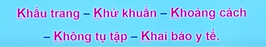 Khẩu trang – Khử khuẩn – Khoảng cách
– Không tụ tập – Khai báo y tế.